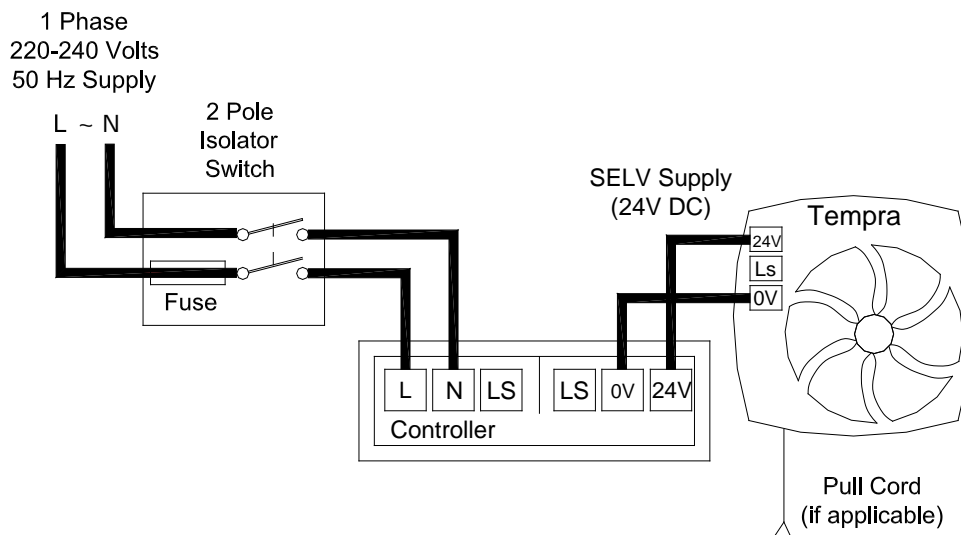 1 Phase
220-240 Volts
50 Hz Supply
L ~ N
2 Pole
Isolator
Switch
Fuse
SELV Supply
(24V DC)
Tempra
24V
Ls
0V
L
N
LS
LS
0V
24V
Controller
Pull Cord
(if applicable)